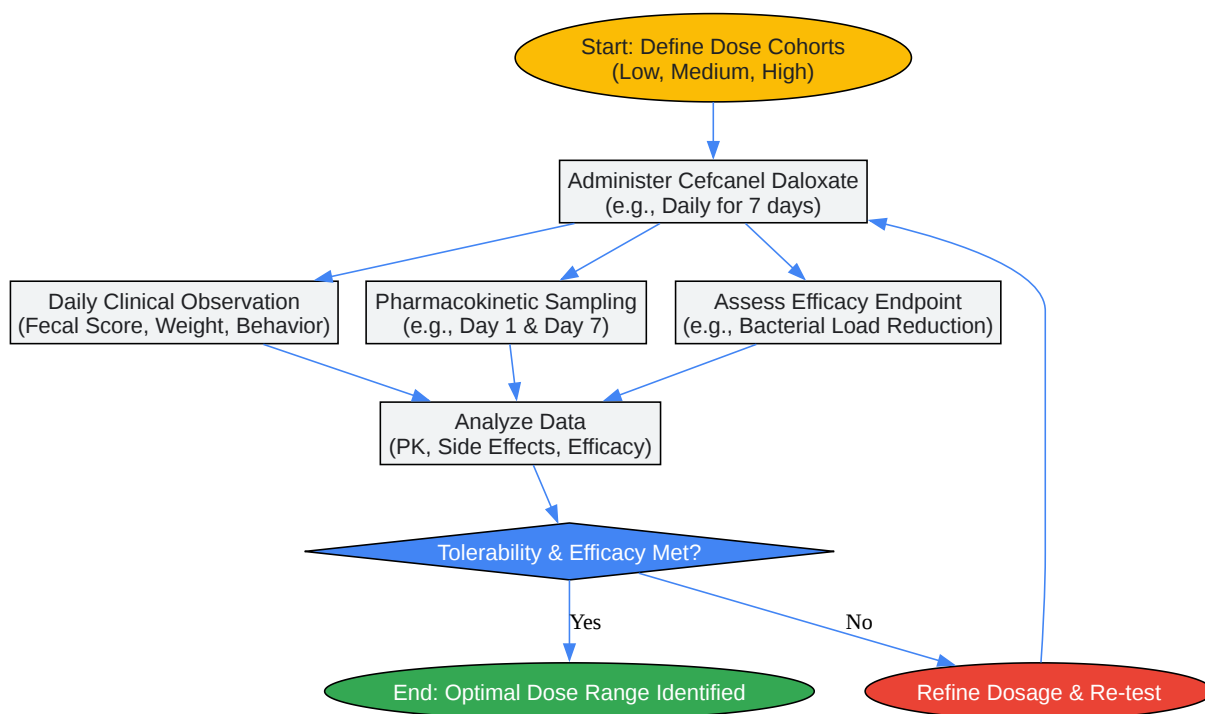 Start: Define Dose Cohorts
(Low, Medium, High)
Administer Cefcanel Daloxate
(e.g., Daily for 7 days)
Daily Clinical Observation
(Fecal Score, Weight, Behavior)
Pharmacokinetic Sampling
(e.g., Day 1 & Day 7)
Assess Efficacy Endpoint
(e.g., Bacterial Load Reduction)
Analyze Data
(PK, Side Effects, Efficacy)
Tolerability & Efficacy Met?
Yes
No
End: Optimal Dose Range Identified
Refine Dosage & Re-test